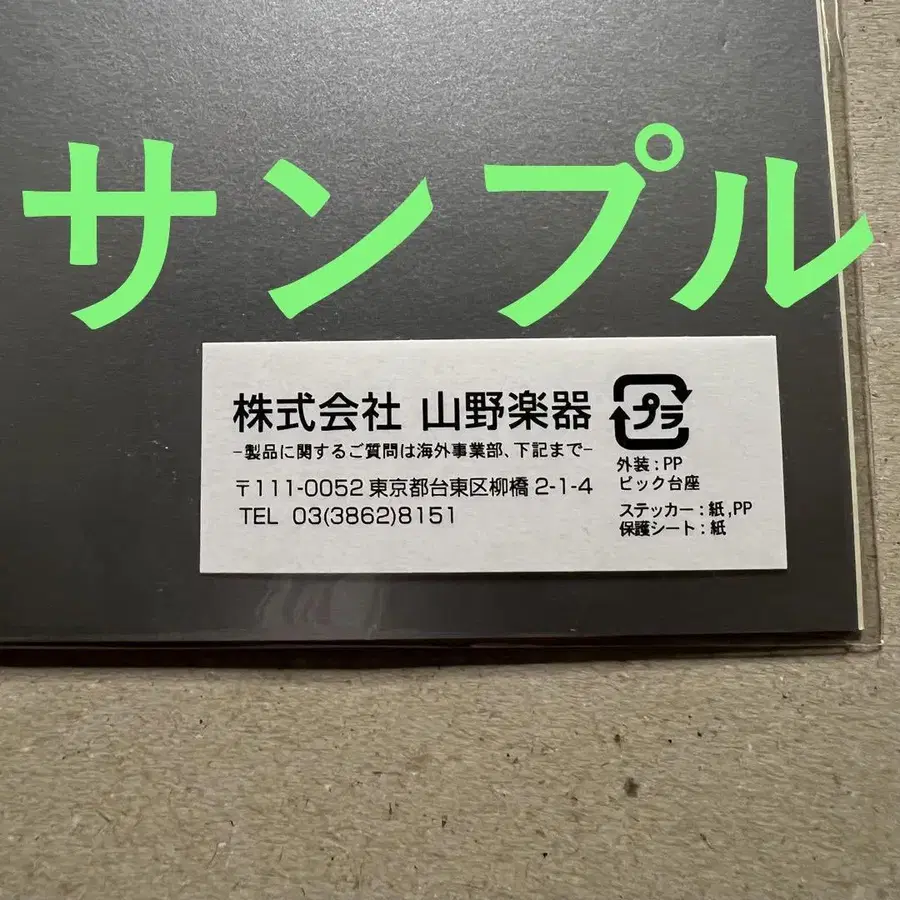 サンプル
株式会社 山野楽器
-製品に関するご質問は海外事業部、下記まで-
〒111-0052 東京都台東区柳橋 2-1-4
TEL 03(3862)8151
プラ
外装:PP
ピック台座
ステッカー:紙,PP
保護シート:紙